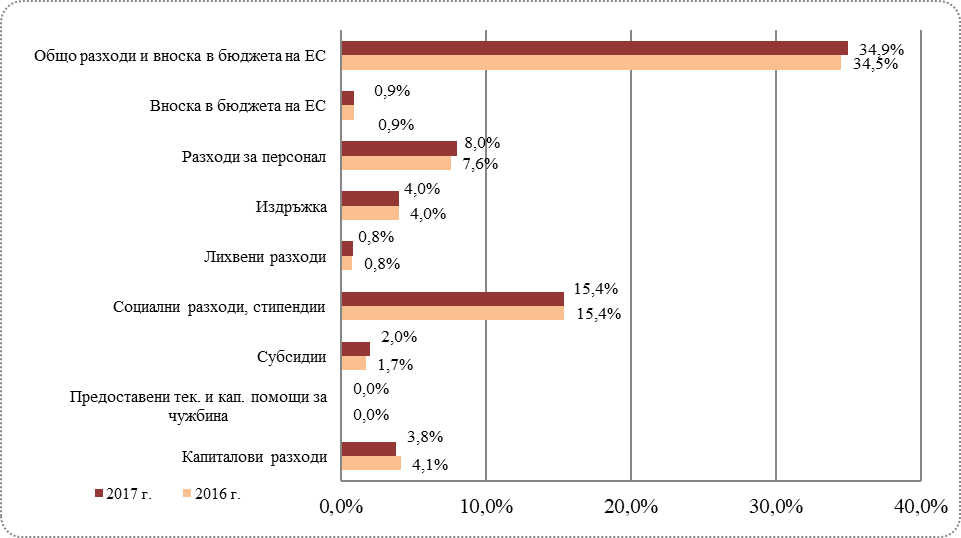 Общо разходи и вноска в бюджета на ЕС
34,9%
34,5%
Вноска в бюджета на ЕС
0,9%
0,9%
Разходи за персонал
8,0%
7,6%
Издръжка
4,0%
4,0%
Лихвени разходи
0,8%
0,8%
Социални разходи, стипендии
15,4%
15,4%
Субсидии
2,0%
1,7%
Предоставени тек. и кап. помощи за
чужбина
0,0%
0,0%
Капиталови разходи
3,8%
4,1%
2017 г.
2016 г.
0,0%
10,0%
20,0%
30,0%
40,0%